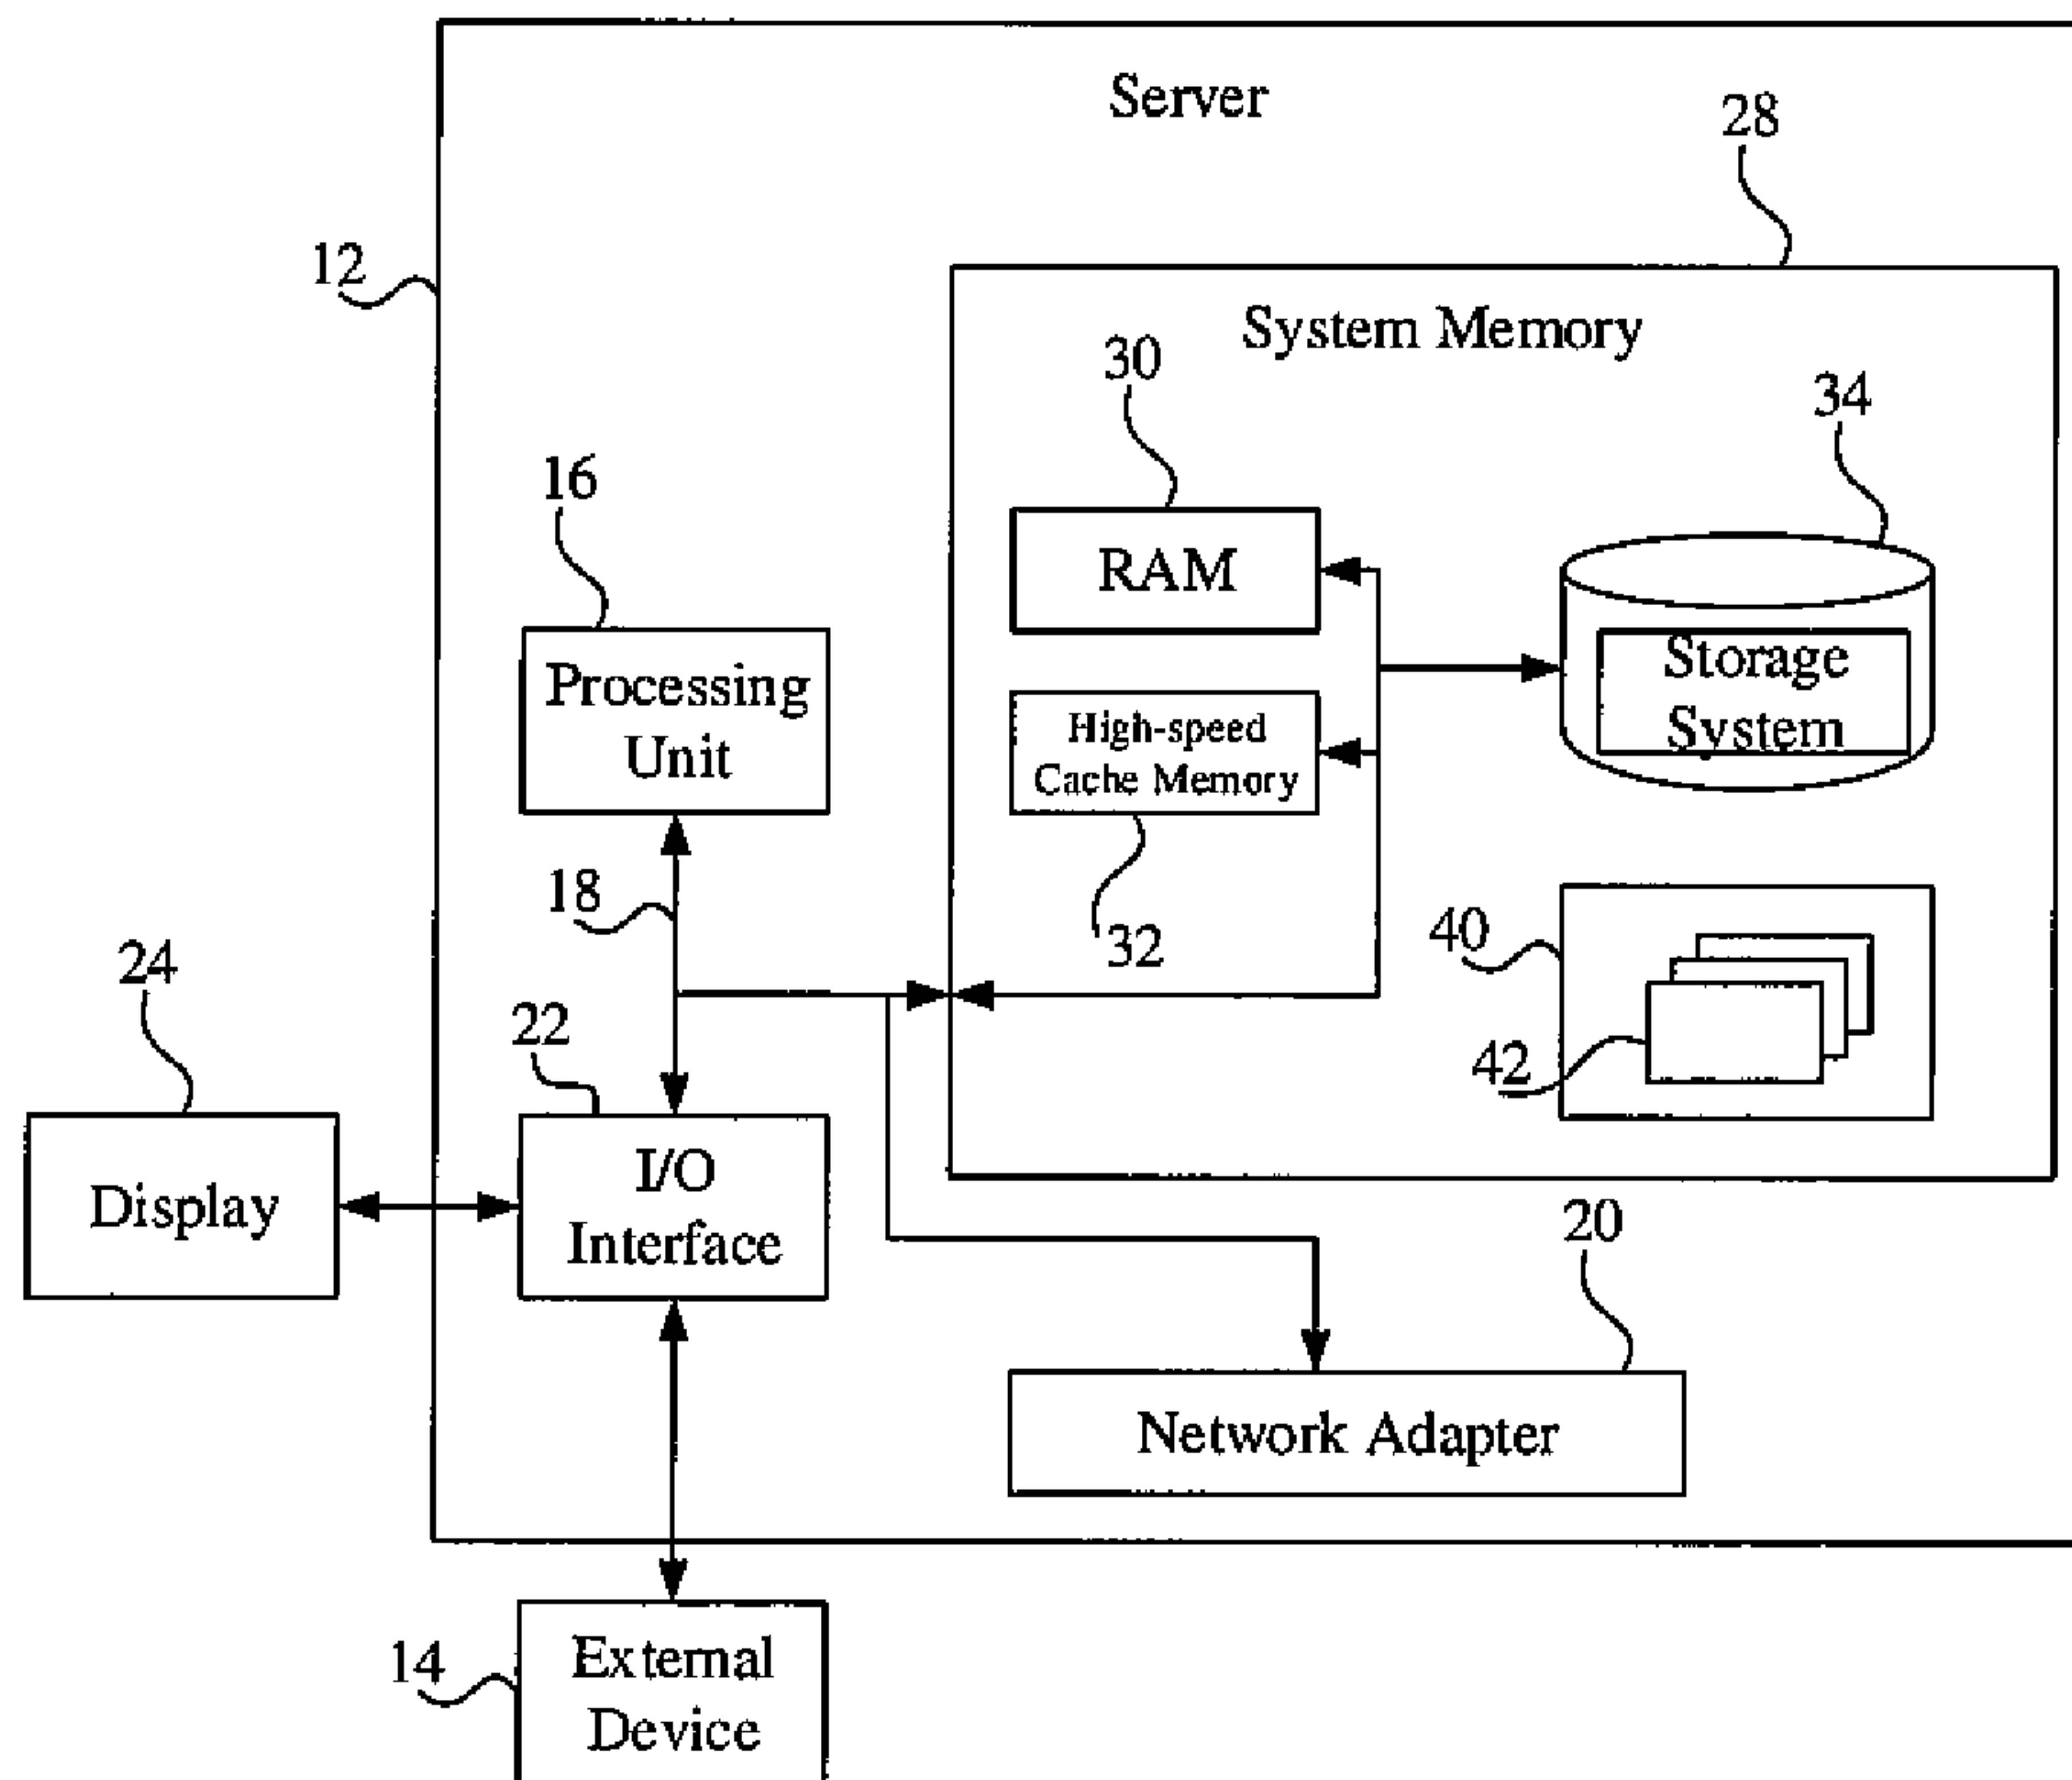 Server
28
12
System Memory
30
34
16
RAM
Processing
Unit
Storage
System
High-speed
Cache Memory
18
32
40
24
22
42
I/O
Interface
Display
20
Network Adapter
14
External
Device